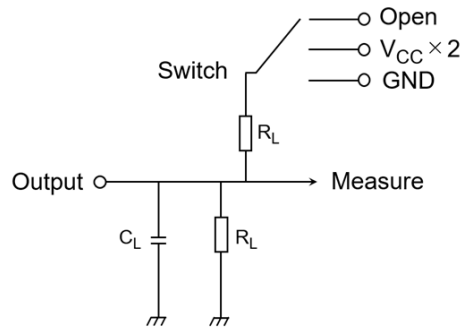 Open
V_CC × 2
Switch
GND
R_L
Output
Measure
C_L
R_L